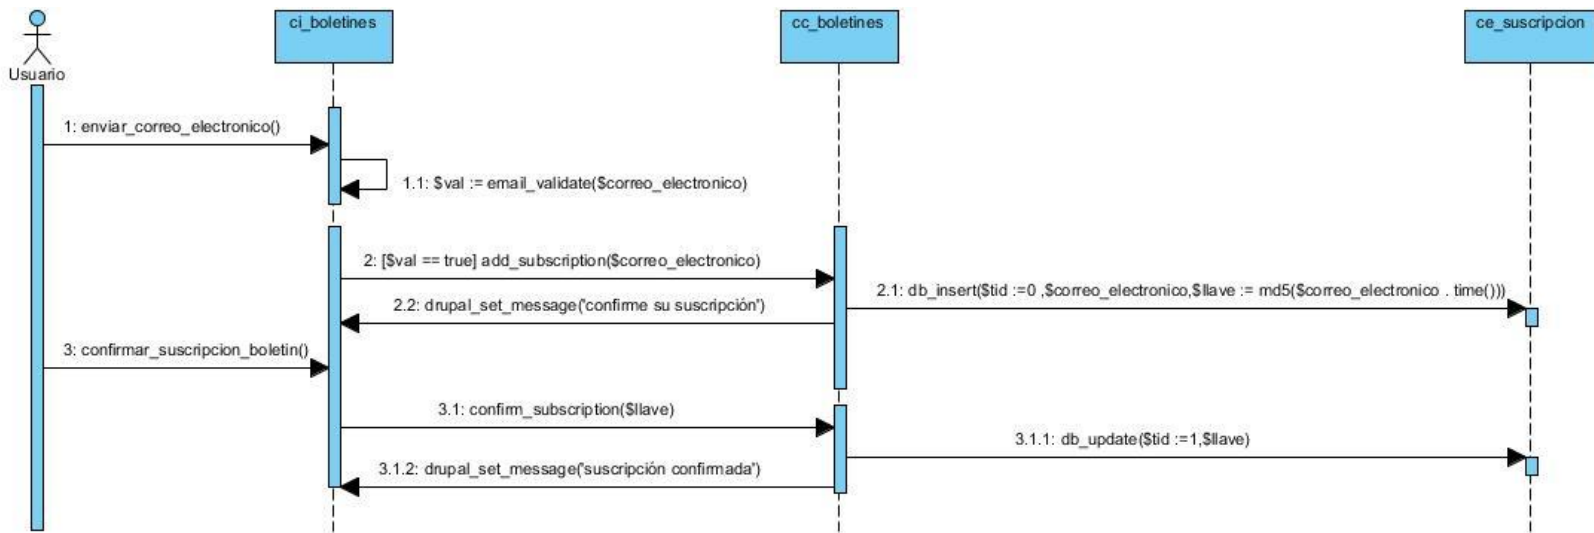 ci_boletines
cc_boletines
ce_suscripcion
Usuario
1: enviar_correo_electronico()
1.1: $val := email_validate($correo_electronico)
2: [$val == true] add_subscription($correo_electronico)
2.1: db_insert($tid :=0 ,$correo_electronico,$llave := md5($correo_electronico . time()))
2.2: drupal_set_message("confirme su suscripción")
3: confirmar_suscripcion_boletin()
3.1: confirm_subscription($llave)
3.1.1: db_update($tid :=1,$llave)
3.1.2: drupal_set_message("suscripción confirmada")